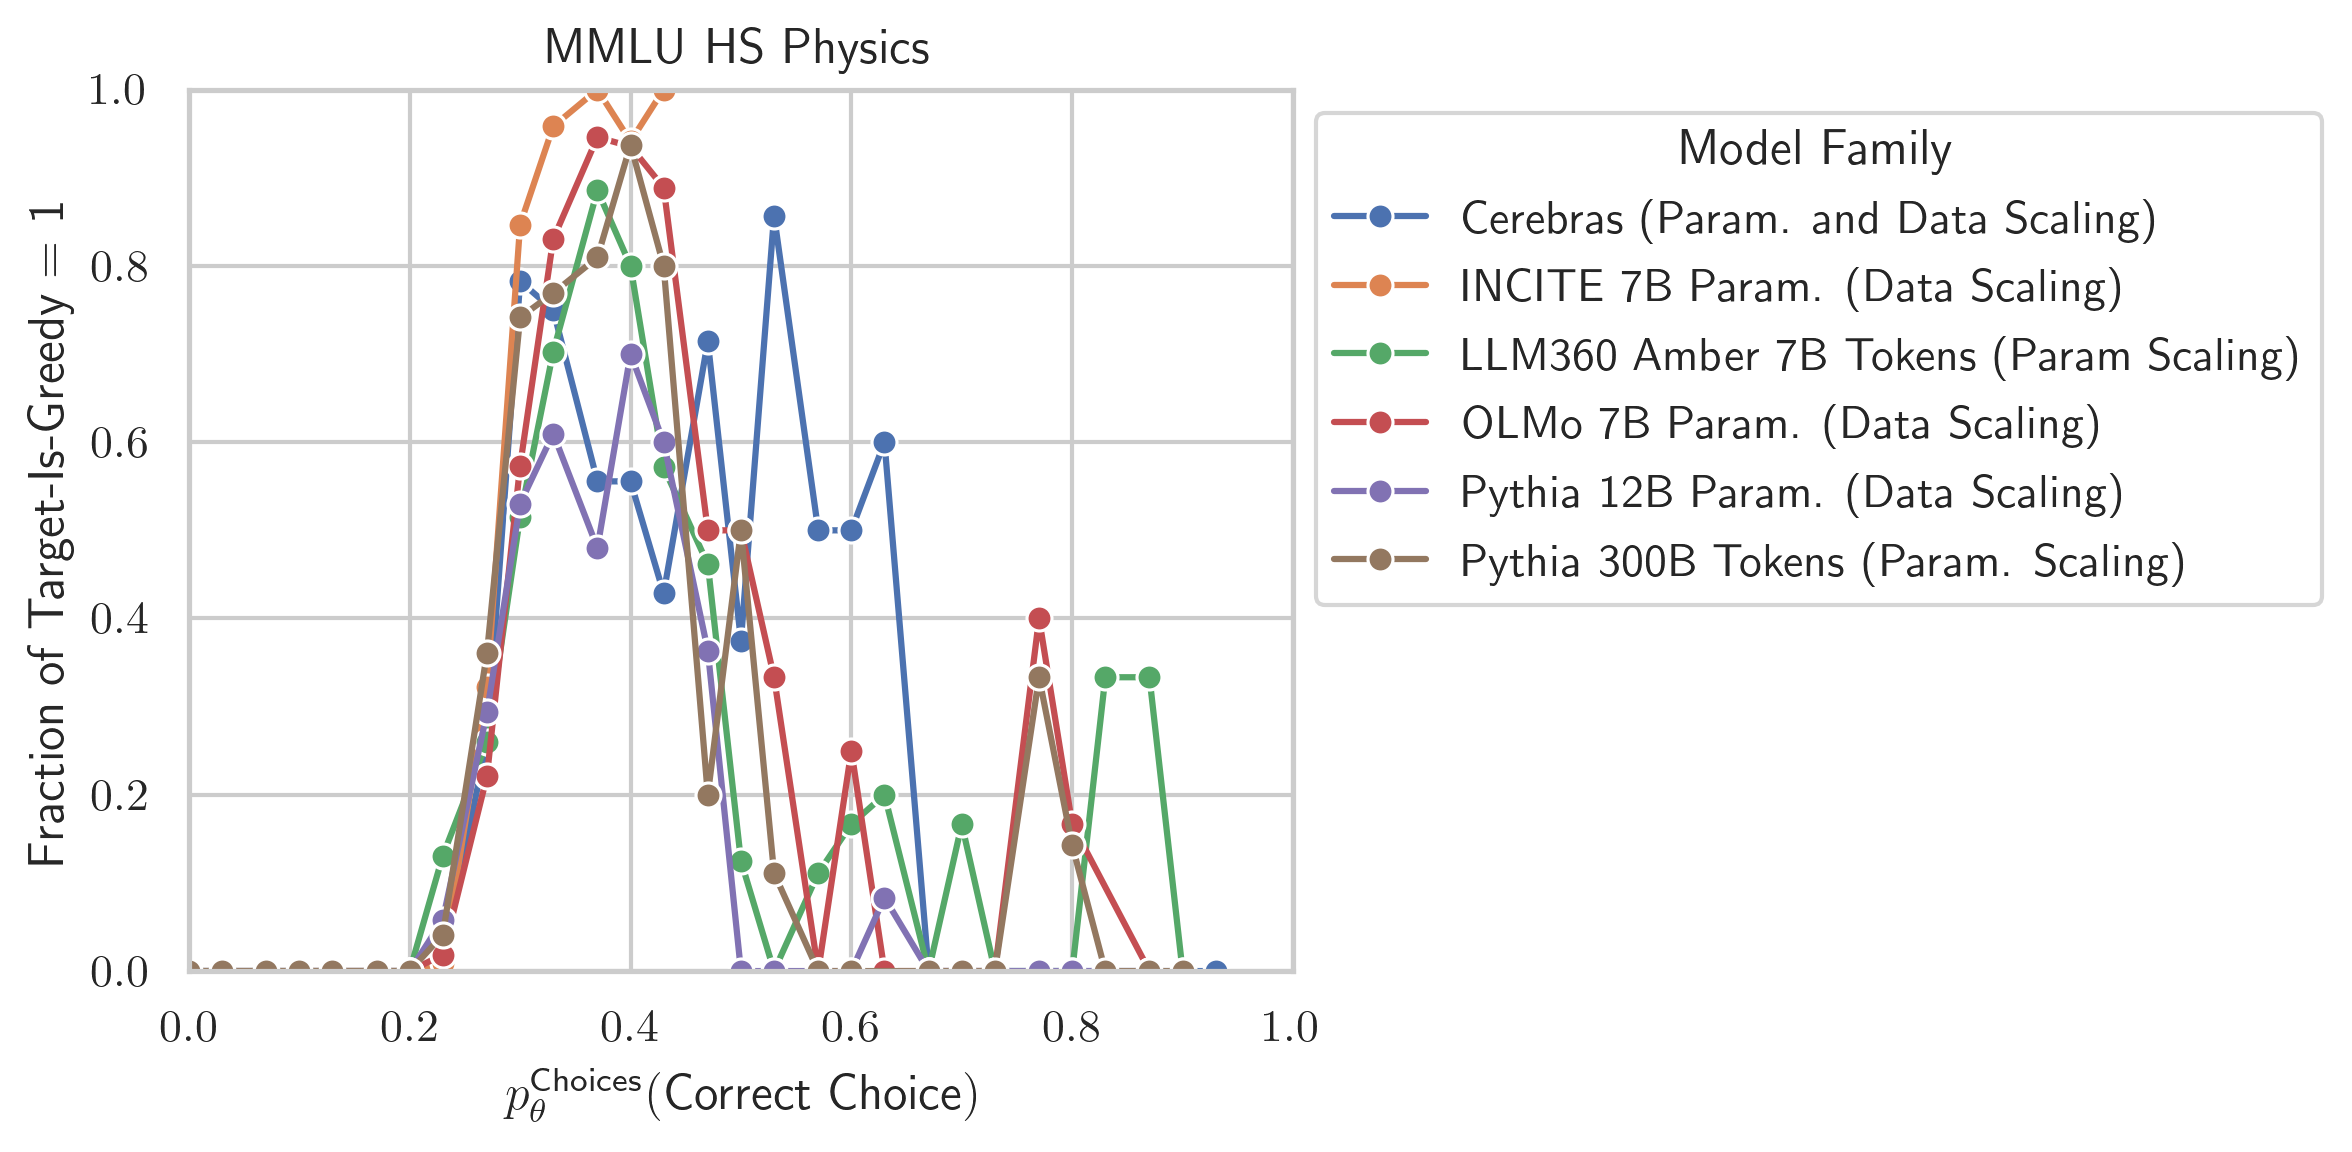 MMLU HS Physics
Fraction of Target-Is-Greedy = 1
1.0
0.8
0.6
0.4
0.2
0.0
0.0 0.2 0.4 0.6 0.8 1.0
p_θ^Choices(Correct Choice)
Model Family
Cerebras (Param. and Data Scaling)
INCITE 7B Param. (Data Scaling)
LLM360 Amber 7B Tokens (Param Scaling)
OLMo 7B Param. (Data Scaling)
Pythia 12B Param. (Data Scaling)
Pythia 300B Tokens (Param. Scaling)